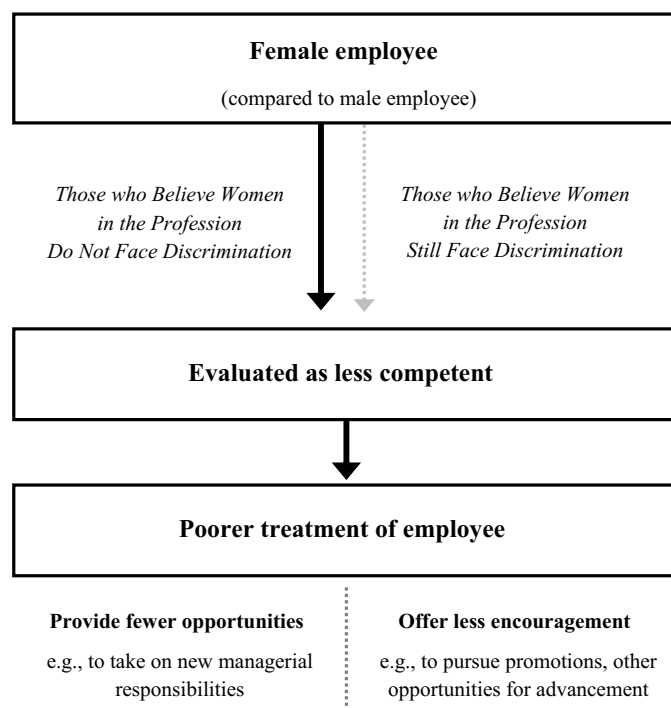 Female employee
(compared to male employee)
Those who Believe Women
in the Profession
Do Not Face Discrimination
Those who Believe Women
in the Profession
Still Face Discrimination
Evaluated as less competent
Poorer treatment of employee
Provide fewer opportunities
e.g., to take on new managerial
responsibilities
Offer less encouragement
e.g., to pursue promotions, other
opportunities for advancement